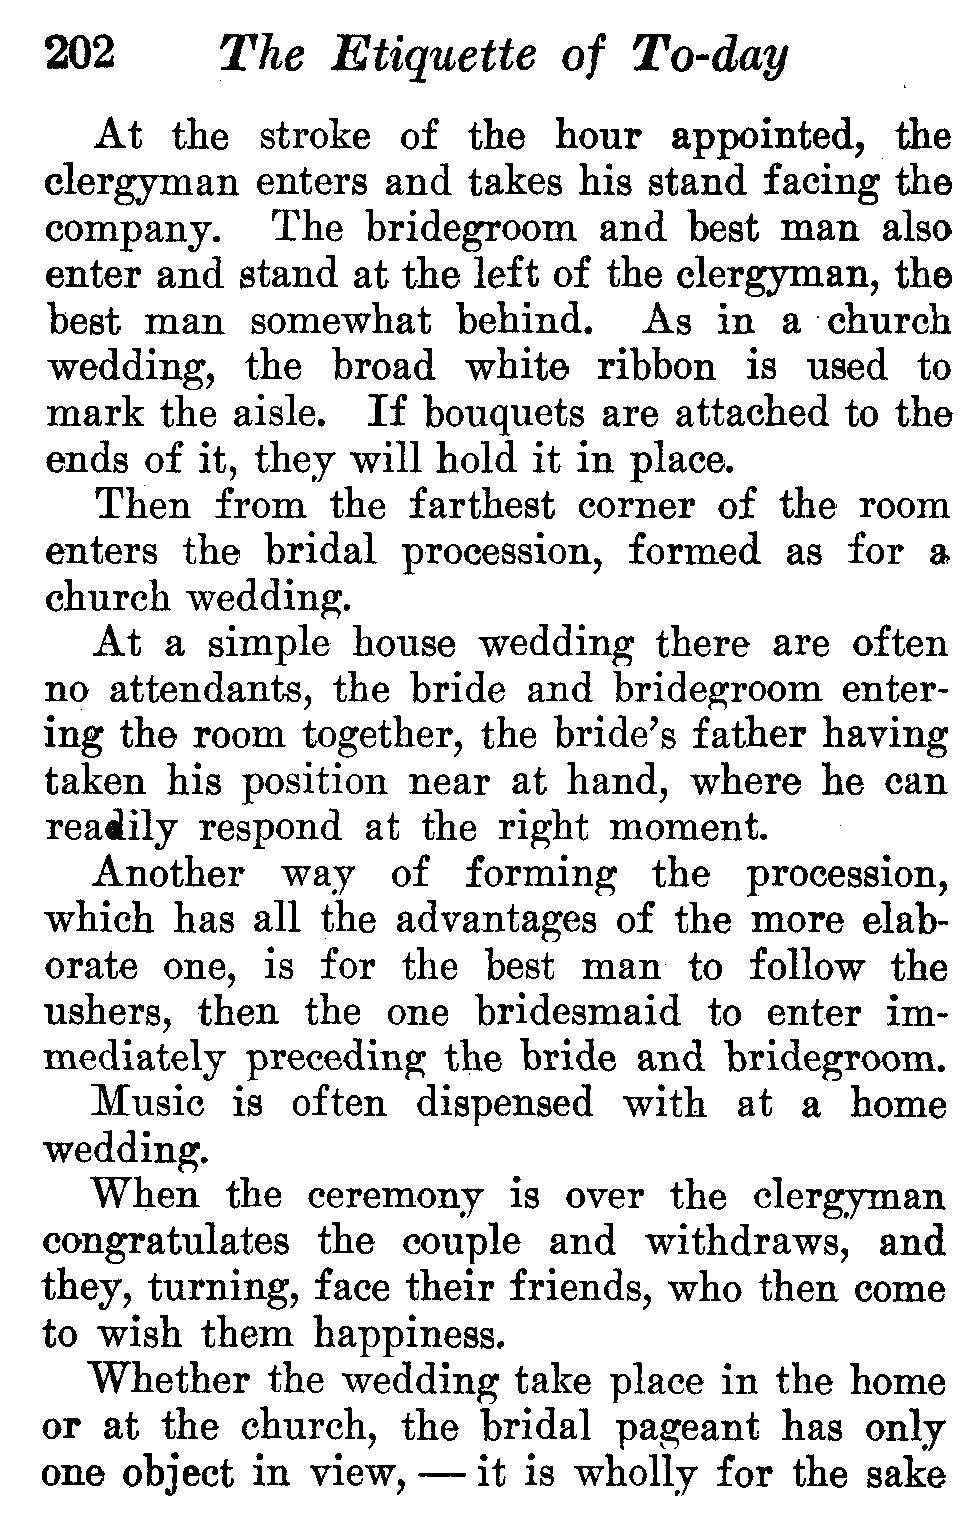 202 The Etiquette of To-day
At the stroke of the hour appointed, the
clergyman enters and takes his stand facing the
company. The bridegroom and best man also
enter and stand at the left of the clergyman, the
best man somewhat behind. As in a church
wedding, the broad white ribbon is used to
mark the aisle. If bouquets are attached to the
ends of it, they will hold it in place.
Then from the farthest corner of the room
enters the bridal procession, formed as for a
church wedding.
At a simple house wedding there are often
no attendants, the bride and bridegroom enter-
ing the room together, the bride's father having
taken his position near at hand, where he can
readily respond at the right moment.
Another way of forming the procession,
which has all the advantages of the more elab-
orate one, is for the best man to follow the
ushers, then the one bridesmaid to enter im-
mediately preceding the bride and bridegroom.
Music is often dispensed with at a home
wedding.
When the ceremony is over the clergyman
congratulates the couple and withdraws, and
they, turning, face their friends, who then come
to wish them happiness.
Whether the wedding take place in the home
or at the church, the bridal pageant has only
one object in view, — it is wholly for the sake